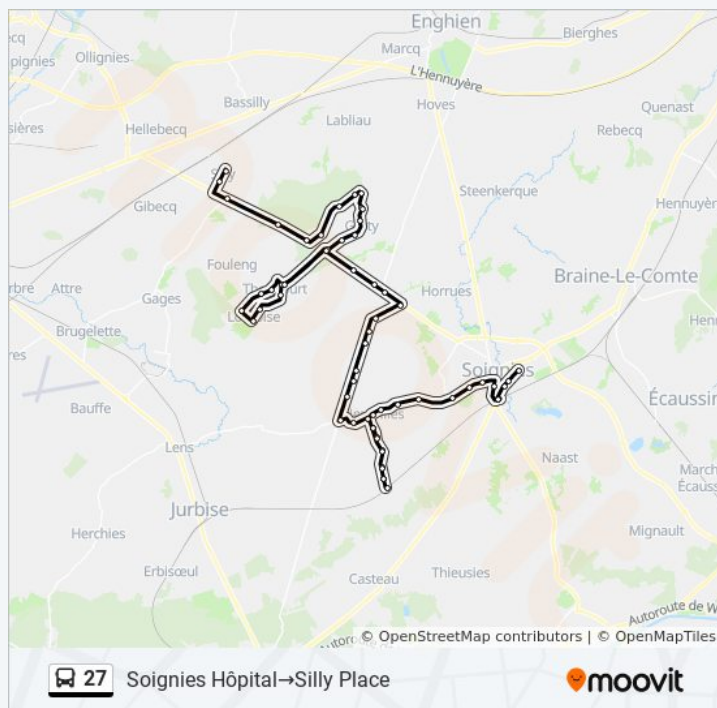 Enghien
Bierghes
Marcq
Ollignies
L'Hennuyère
Bassilly
Hoves
Quenast
Labliau
Hellebecq
Rebecq
Steenkerque
Gibecq
Hennuyèr
Fouleng
Braine-Le-Comte
Attre
Horrues
Gages
Brugelette
Soignies
Écaussin
Bauffe
Lens
Naast
Jurbise
Herchies
Mignault
Erbisœul
Casteau
Thieusies
Autoroute de W
© OpenStreetMap contributors | © OpenMapTiles
27 Soignies Hôpital→Silly Place moovit